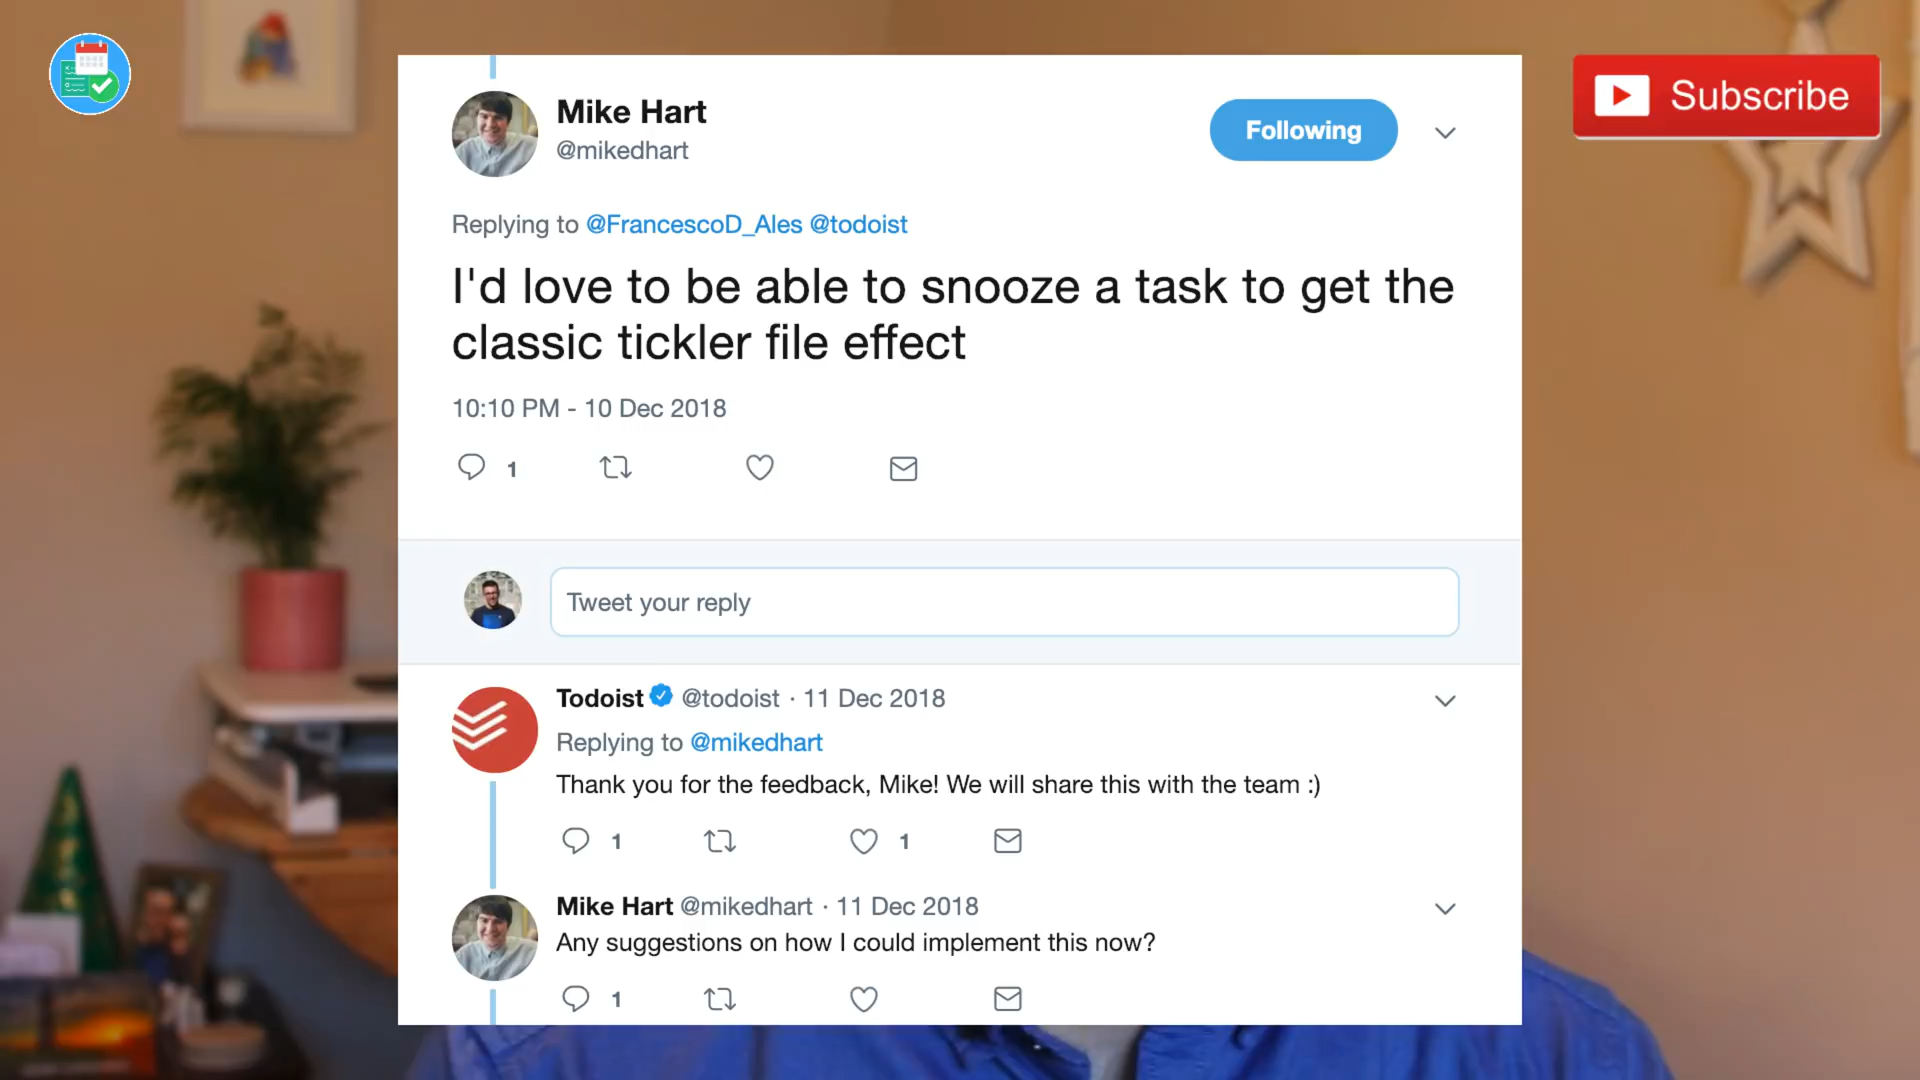 Subscribe
Mike Hart
@mikedhart
Following
Replying to @FrancescoD_Ales @todoist
I'd love to be able to snooze a task to get the
classic tickler file effect
10:10 PM - 10 Dec 2018
1
Tweet your reply
Todoist @todoist · 11 Dec 2018
Replying to @mikedhart
Thank you for the feedback, Mike! We will share this with the team :)
1 1
Mike Hart @mikedhart · 11 Dec 2018
Any suggestions on how I could implement this now?
1